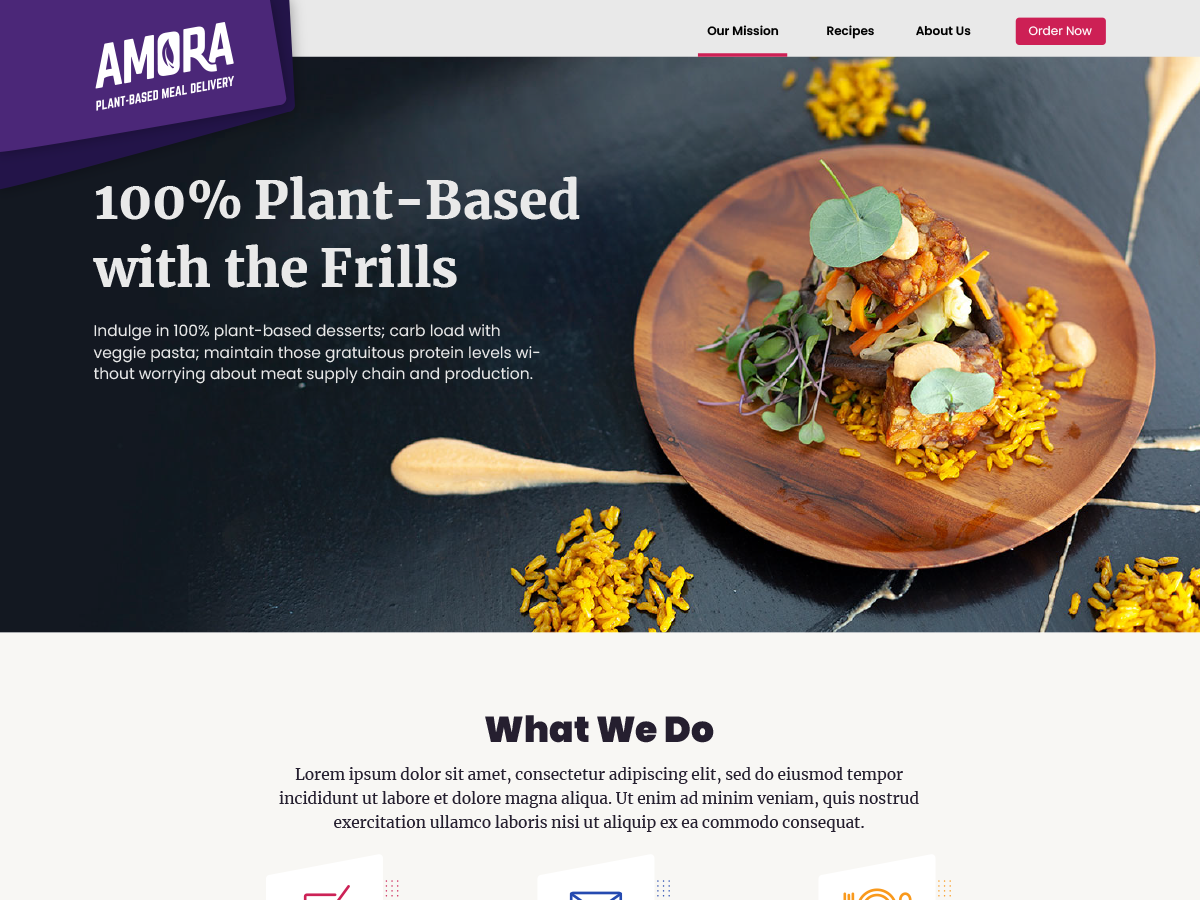 AMORA
PLANT-BASED MEAL DELIVERY
Our Mission
Recipes
About Us
Order Now
100% Plant-Based
with the Frills
Indulge in 100% plant-based desserts; carb load with
veggie pasta; maintain those gratuitous protein levels wi-
thout worrying about meat supply chain and production.
What We Do
Lorem ipsum dolor sit amet, consectetur adipiscing elit, sed do eiusmod tempor
incididunt ut labore et dolore magna aliqua. Ut enim ad minim veniam, quis nostrud
exercitation ullamco laboris nisi ut aliquip ex ea commodo consequat.